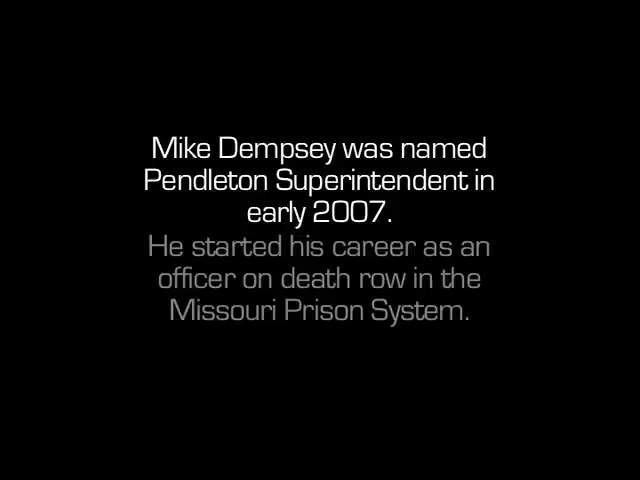 Mike Dempsey was named
Pendleton Superintendent in
early 2007.
He started his career as an
officer on death row in the
Missouri Prison System.